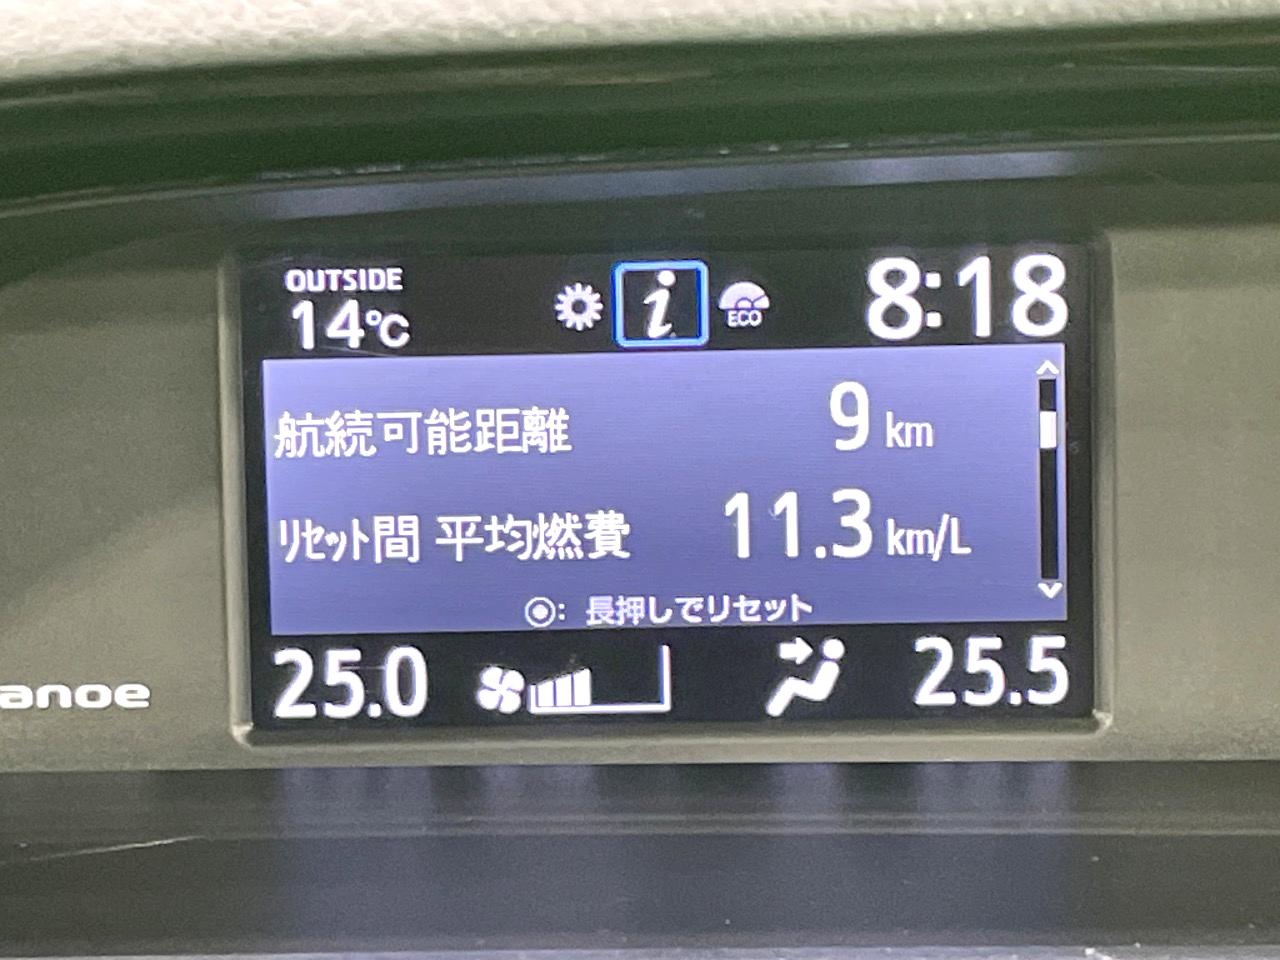 OUTSIDE
14℃
i
ECO
8:18
航続可能距離 9 km
リセット間 平均燃費 11.3 km/L
◉: 長押しでリセット
25.0
25.5
anoe